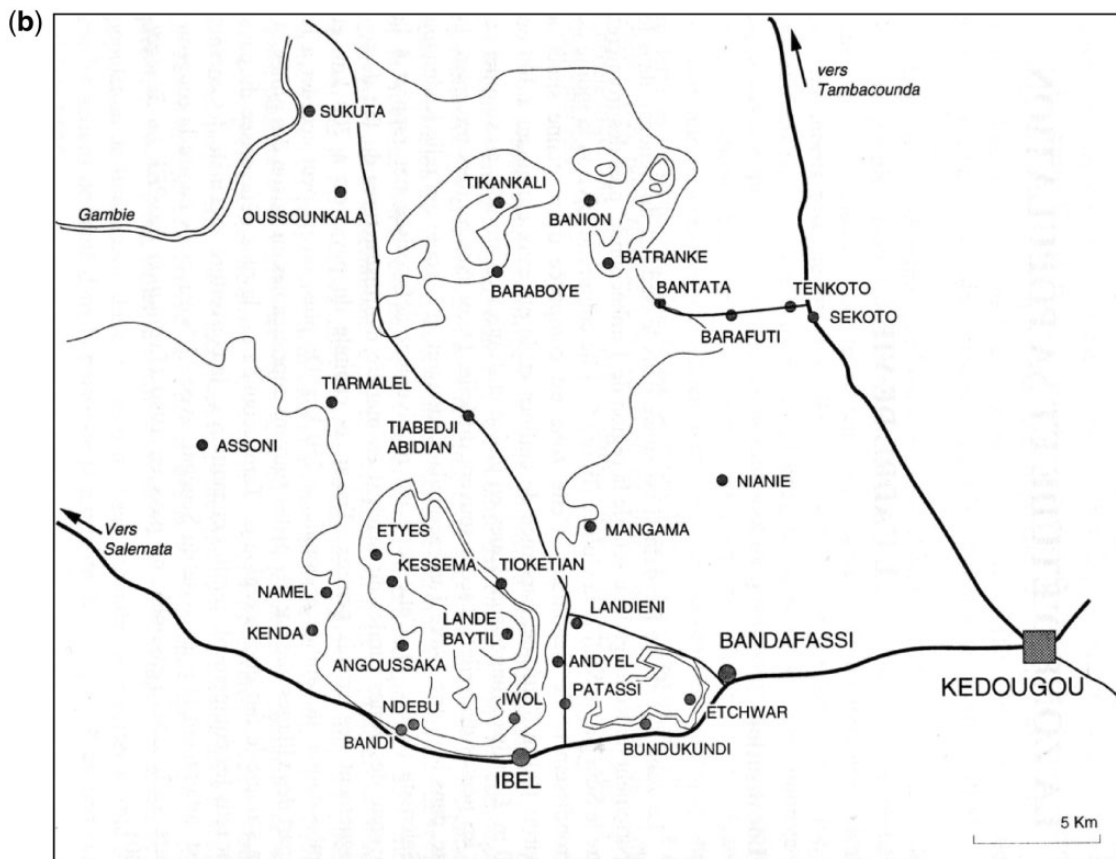 (b)
vers
Tambacounda
SUKUTA
OUSSOUNKALA
Gambie
TIKANKALI
BANION
BATRANKE
BARABOYE
BANTATA
TENKOTO
SEKOTO
BARAFUTI
TIARMALEL
TIABEDJI
ABIDIAN
ASSONI
NIANIE
MANGAMA
Vers
Salemata
ETYES
KESSEMA
TIOKETIAN
NAMEL
LANDIENI
LANDE
BAYTIL
KENDA
BANDAFASSI
ANGOUSSAKA
ANDYEL
KEDOUGOU
PATASSI
IWOL
NDEBU
ETCHWAR
BANDI
BUNDUKUNDI
IBEL
5 Km